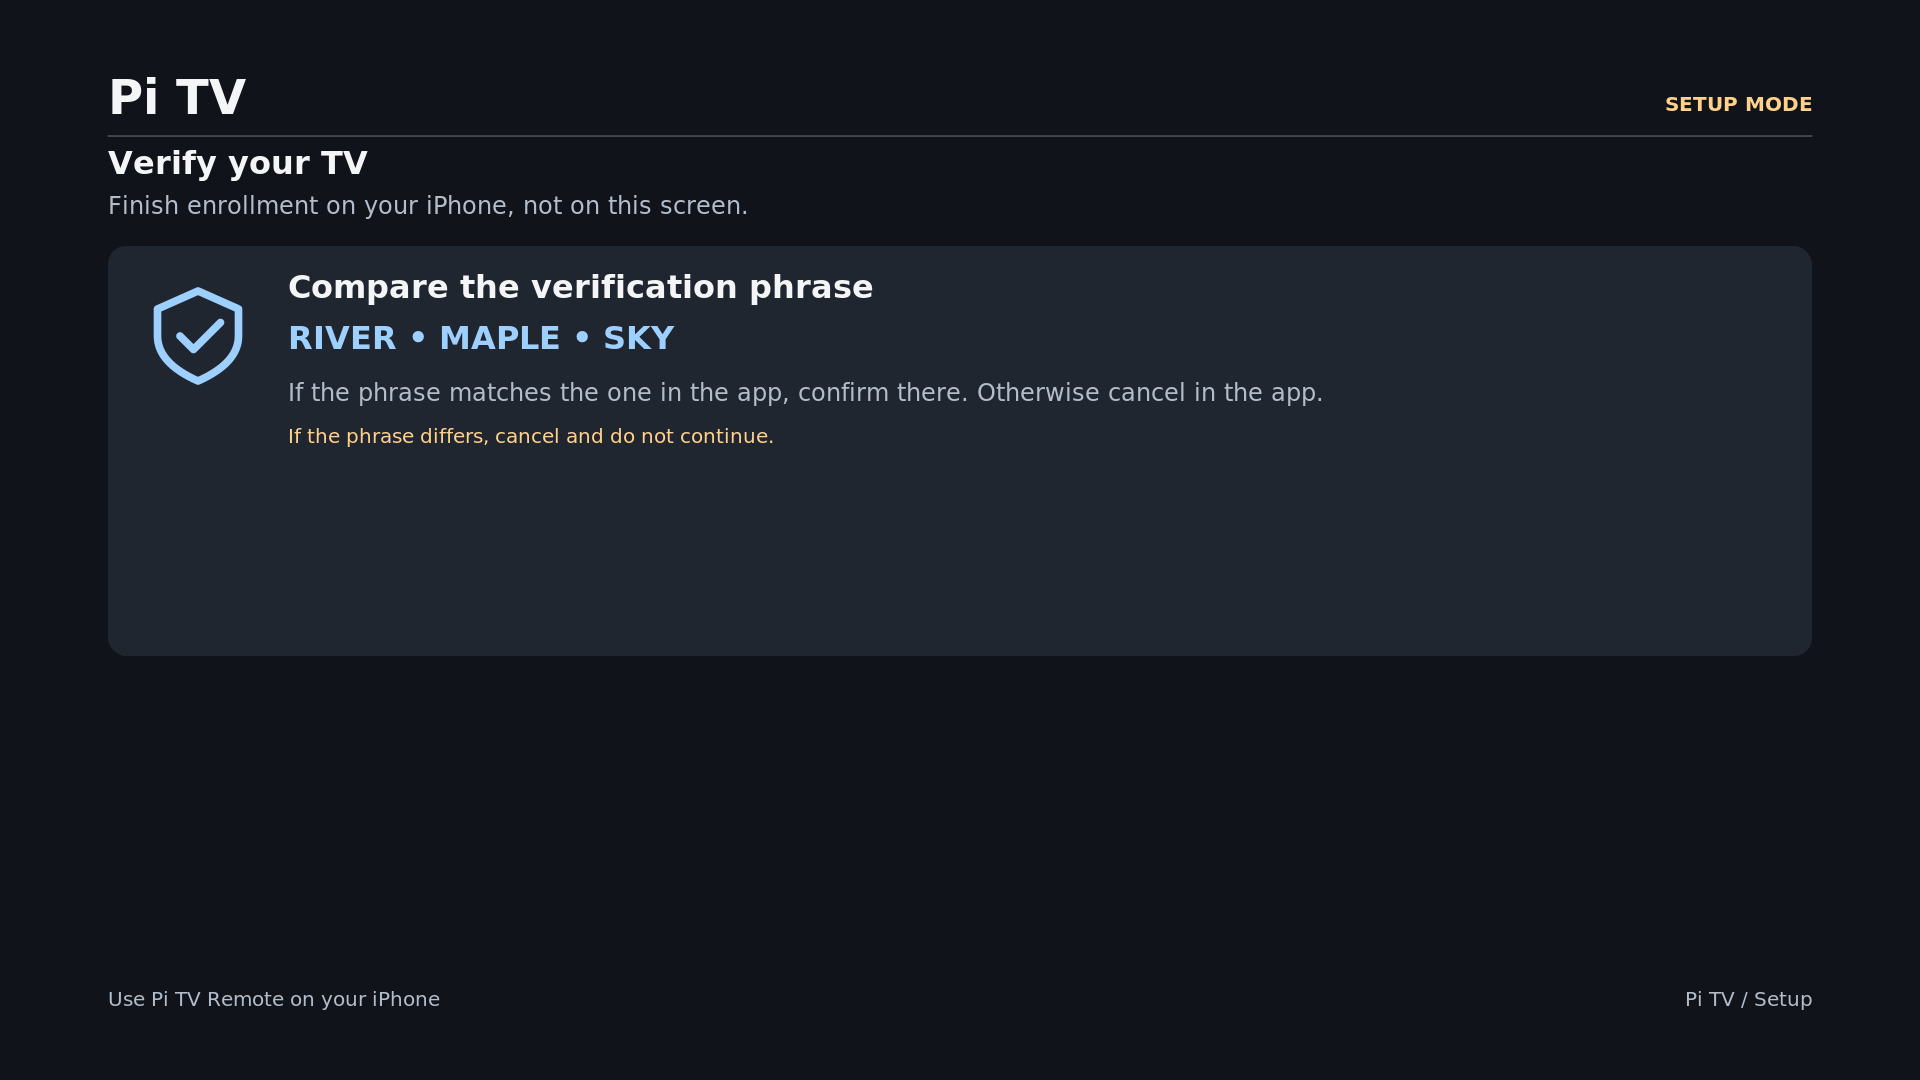 Pi TV
SETUP MODE
Verify your TV
Finish enrollment on your iPhone, not on this screen.
Compare the verification phrase
RIVER • MAPLE • SKY
If the phrase matches the one in the app, confirm there. Otherwise cancel in the app.
If the phrase differs, cancel and do not continue.
Use Pi TV Remote on your iPhone
Pi TV / Setup